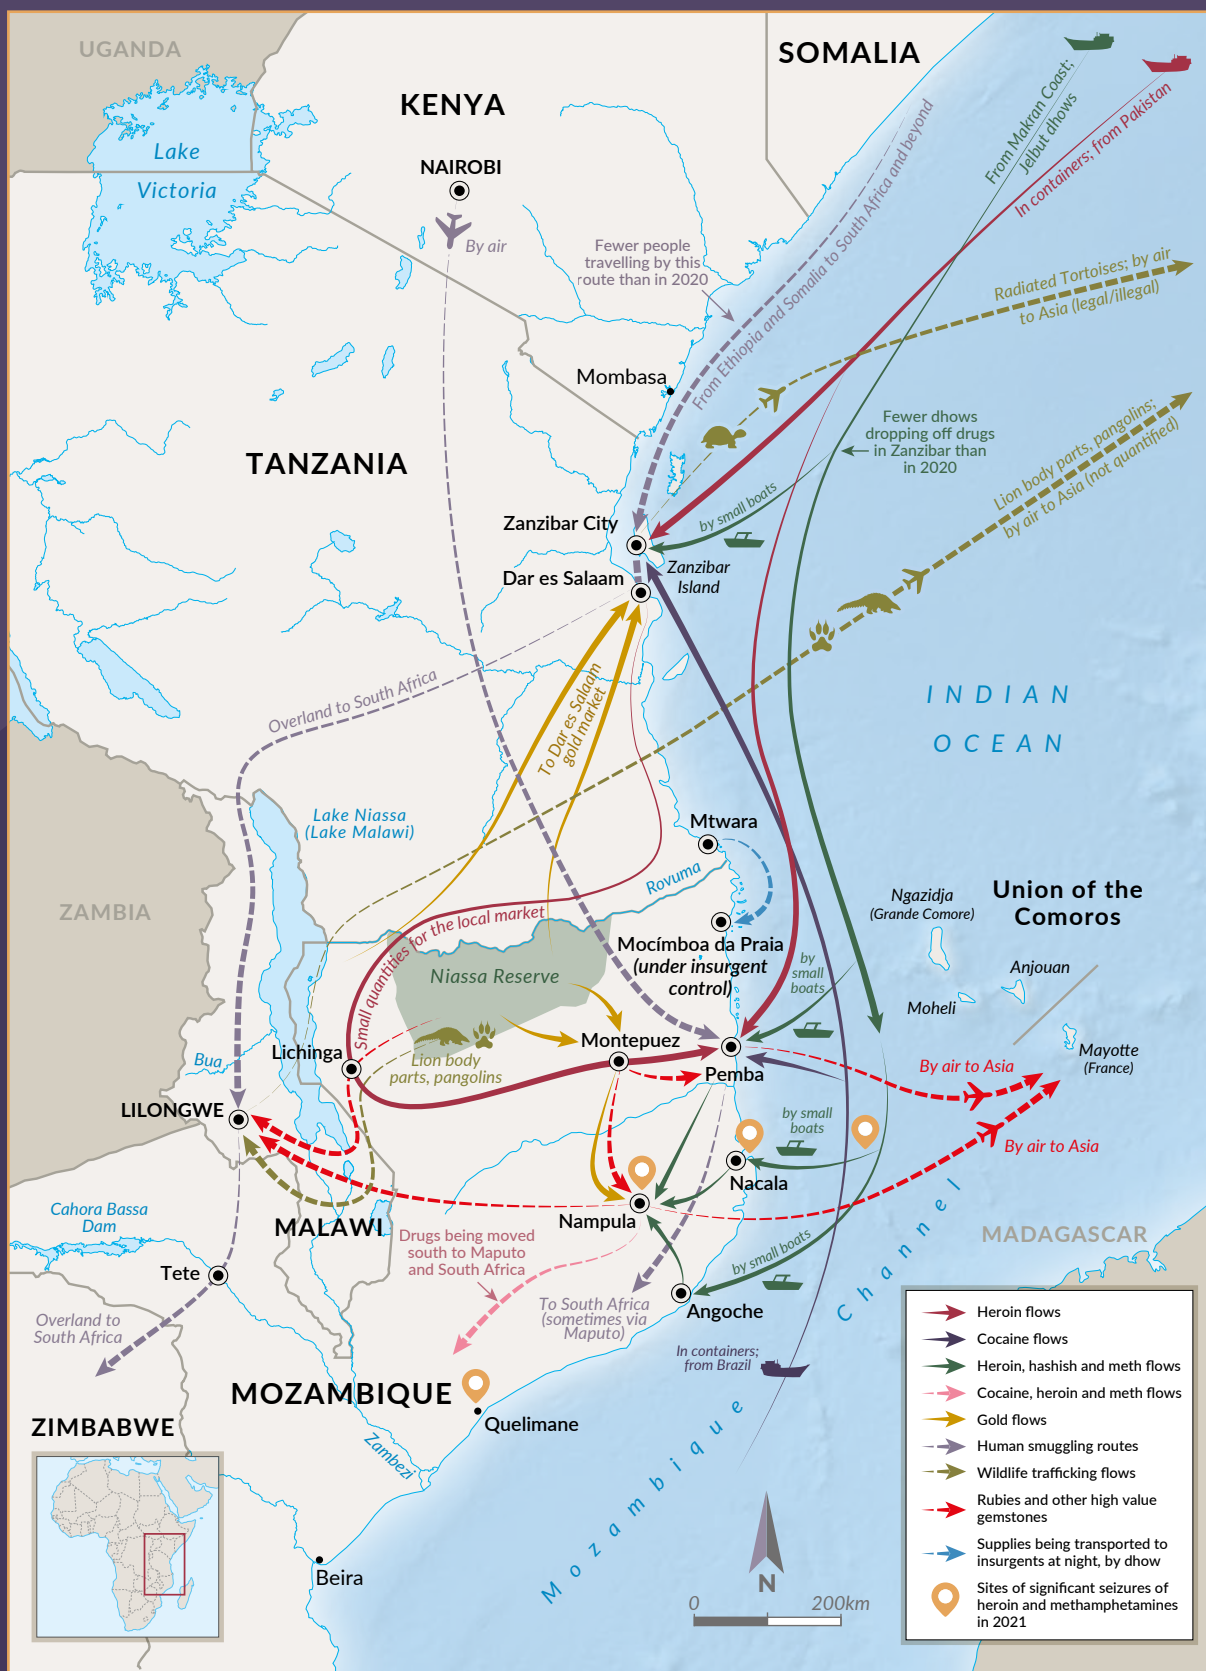 UGANDA
SOMALIA
KENYA
Lake
Victoria
NAIROBI
By air
From Makran Coast;
Jelbut dhows
In containers; from Pakistan
Fewer people
travelling by this
route than in 2020
From Ethiopia and Somalia to South Africa and beyond
Radiated Tortoises; by air
to Asia (legal/illegal)
Mombasa
Fewer dhows
dropping off drugs
in Zanzibar than
in 2020
Lion body parts, pangolins;
by air to Asia (not quantified)
TANZANIA
Zanzibar City
by small boats
Zanzibar
Island
Dar es Salaam
Overland to South Africa
To Dar es Salaam
gold market
INDIAN
OCEAN
Lake Niassa
(Lake Malawi)
Mtwara
Rovuma
ZAMBIA
Ngazidja
(Grande Comore)
Union of the
Comoros
Small quantities for the local market
Mocímboa da Praia
(under insurgent
control)
Niassa Reserve
by
small
boats
Anjouan
Moheli
Mayotte
(France)
Bua
Lichinga
Lion body
parts, pangolins
Montepuez
Pemba
By air to Asia
LILONGWE
by small
boats
By air to Asia
Nacala
Cahora Bassa
Dam
MALAWI
Nampula
Drugs being moved
south to Maputo
and South Africa
by small boats
MADAGASCAR
Tete
To South Africa
(sometimes via
Maputo)
Angoche
Overland to
South Africa
In containers;
from Brazil
MOZAMBIQUE
Quelimane
ZIMBABWE
Zambezi
Mozambique Channel
Beira
N
0 200km
Heroin flows
Cocaine flows
Heroin, hashish and meth flows
Cocaine, heroin and meth flows
Gold flows
Human smuggling routes
Wildlife trafficking flows
Rubies and other high value
gemstones
Supplies being transported to
insurgents at night, by dhow
Sites of significant seizures of
heroin and methamphetamines
in 2021